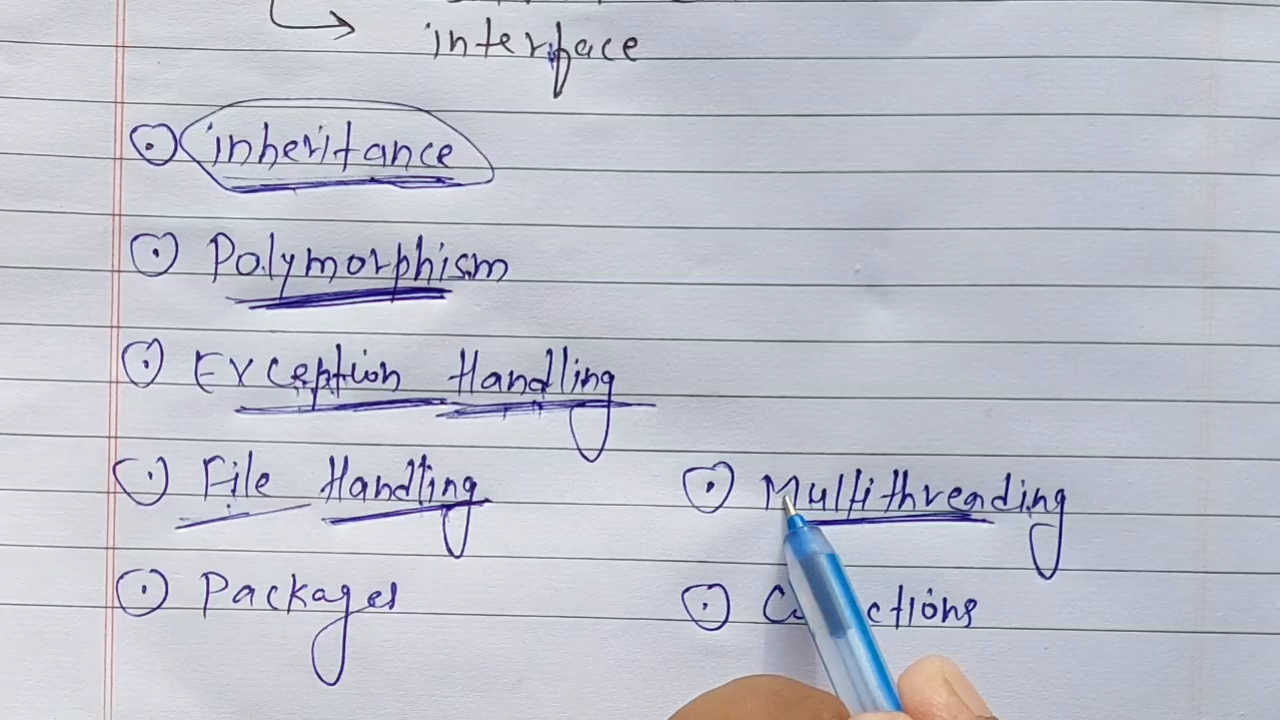 interface
inheritance
Polymorphism
Exception Handling
File Handling
Multithreading
Packages